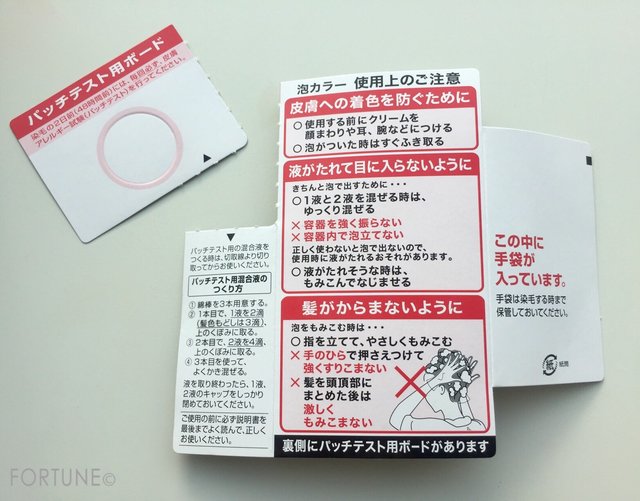 パッチテスト用ボード
染毛の2日前(48時間前)には、毎回必ず、皮膚
アレルギー試験(パッチテスト)を行ってください。
泡カラー 使用上のご注意
皮膚への着色を防ぐために
○使用する前にクリームを
顔まわりや耳、腕などにつける
○泡がついた時はすぐふき取る
液がたれて目に入らないように
きちんと泡で出すために・・・
○1液と2液を混ぜる時は、
ゆっくり混ぜる
×容器を強く振らない
×容器内で泡立てない
正しく使わないと泡で出ないので、
使用時に液がたれるおそれがあります。
○液がたれそうな時は、
もみこんでなじませる
髪がからまないように
泡をもみこむ時は・・・
○指を立てて、やさしくもみこむ
×手のひらで押さえつけて
強くすりこまない
×髪を頭頂部に
まとめた後は
激しく
もみこまない
裏側にパッチテスト用ボードがあります
▼
パッチテスト用の混合液を
つくる時は、切取線より切り
取ってからお使いください。
パッチテスト用混合液の
つくり方
①綿棒を3本用意する。
②1本目で、1液を2滴
(髪色もどしは3滴)、
上のくぼみに取る。
③2本目で、2液を4滴、
上のくぼみに取る。
④3本目を使って、
よくかき混ぜる。
液を取り終わったら、1液、
2液のキャップをしっかり
閉めておいてください。
ご使用の前に必ず説明書を
最後までよく読んで、正しく
お使いください。
この中に
手袋が
入っています。
手袋は染毛する時まで
保管しておいてください。
紙 紙筒
FORTUNE©